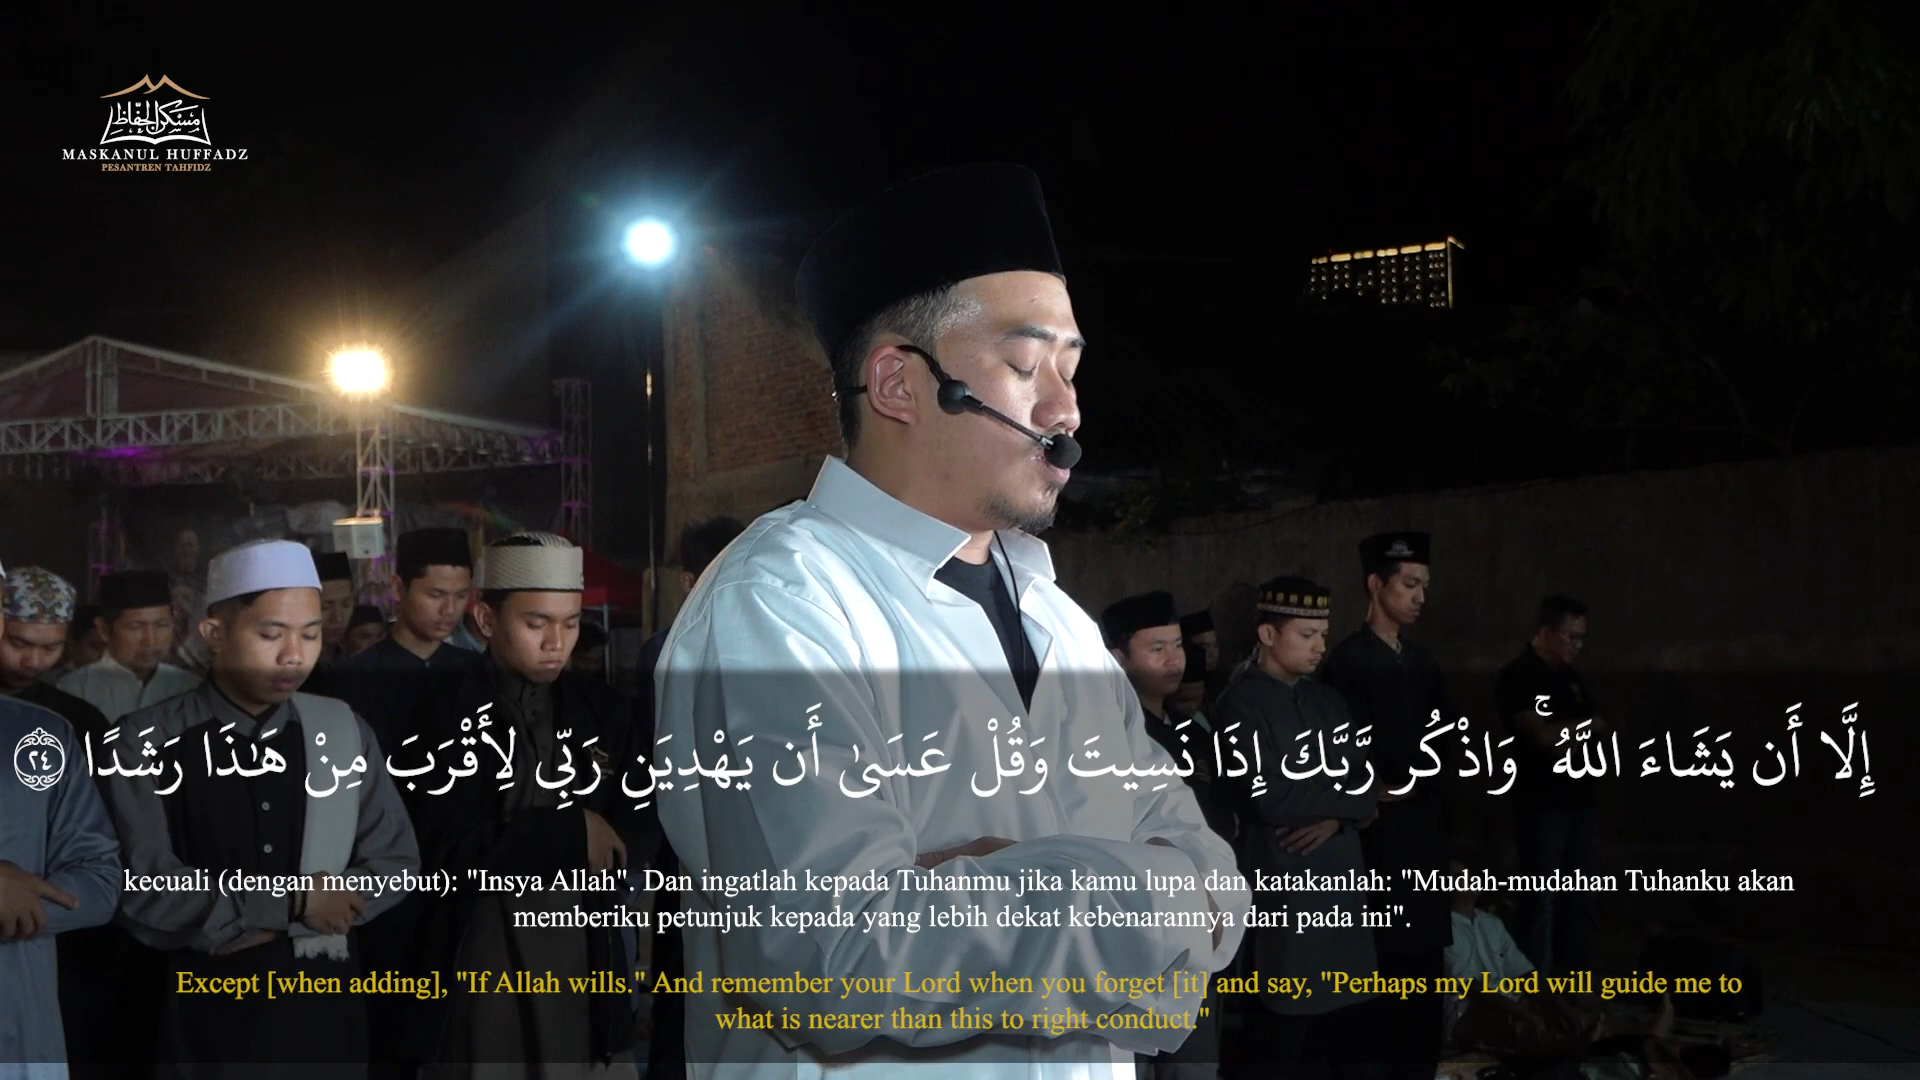 مسكن الحفاظ
MASKANUL HUFFADZ
PESANTREN TAHFIDZ
إِلَّا أَن يَشَاءَ اللَّهُ ۚ وَاذْكُر رَّبَّكَ إِذَا نَسِيتَ وَقُلْ عَسَىٰ أَن يَهْدِيَنِ رَبِّي لِأَقْرَبَ مِنْ هَٰذَا رَشَدًا ٢٤
kecuali (dengan menyebut): "Insya Allah". Dan ingatlah kepada Tuhanmu jika kamu lupa dan katakanlah: "Mudah-mudahan Tuhanku akan
memberiku petunjuk kepada yang lebih dekat kebenarannya dari pada ini".
Except [when adding], "If Allah wills." And remember your Lord when you forget [it] and say, "Perhaps my Lord will guide me to
what is nearer than this to right conduct."